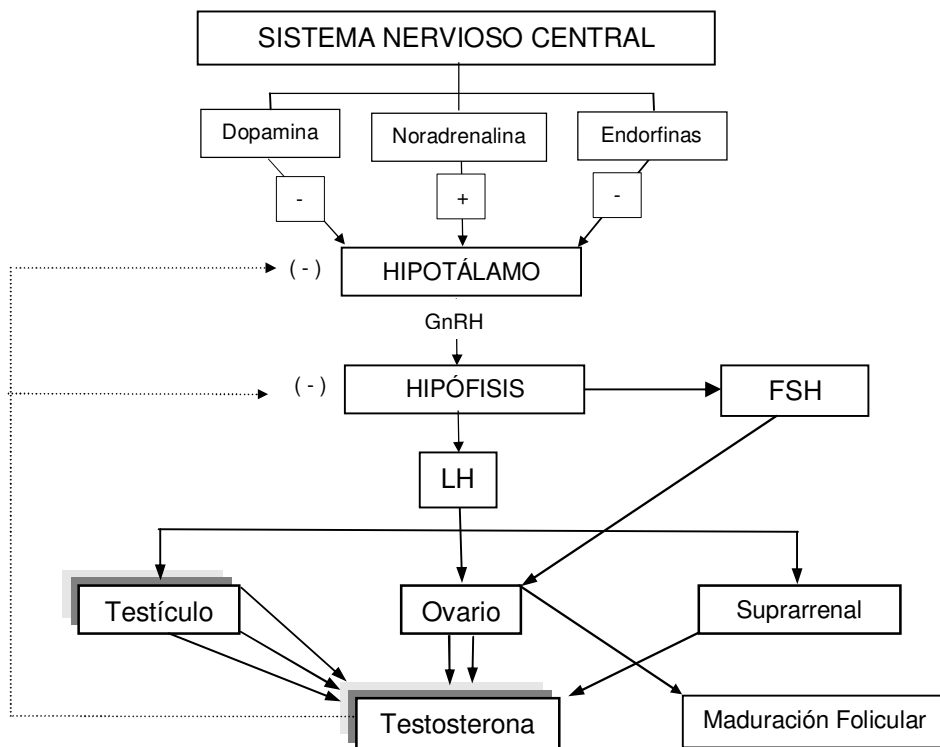 SISTEMA NERVIOSO CENTRAL
Dopamina
Noradrenalina
Endorfinas
-
+
-
( - )
HIPOTÁLAMO
GnRH
( - )
HIPÓFISIS
FSH
LH
Testículo
Ovario
Suprarrenal
Testosterona
Maduración Folicular